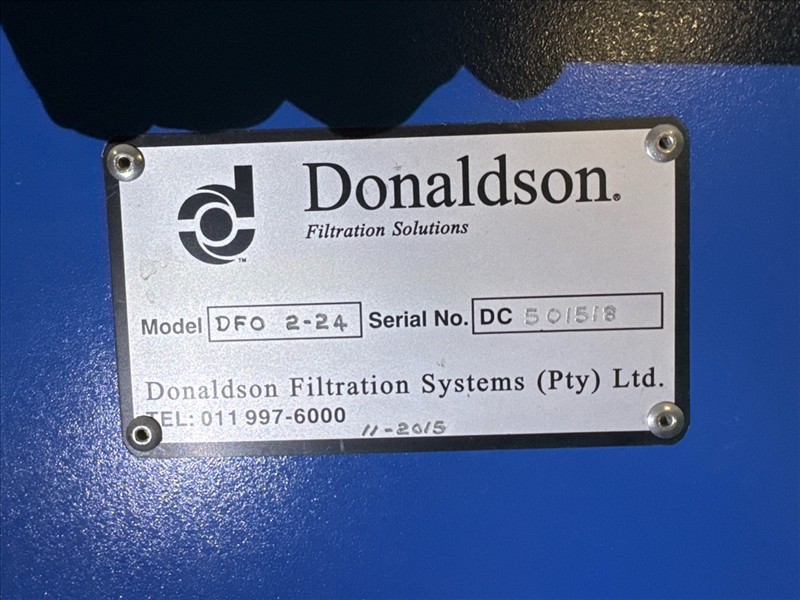 d
™
Donaldson.®
Filtration Solutions
Model DFO 2-24 Serial No. DC 501518
Donaldson Filtration Systems (Pty) Ltd.
TEL: 011 997-6000
11-2015